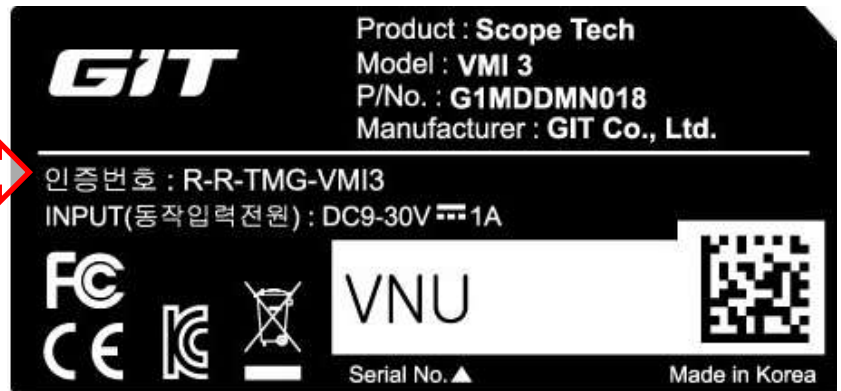 GIT
Product : Scope Tech
Model : VMI 3
P/No. : G1MDDMN018
Manufacturer : GIT Co., Ltd.
인증번호 : R-R-TMG-VMI3
INPUT(동작입력전원) : DC9-30V 1A
FC
CE
KC
VNU
Serial No.▲
Made in Korea